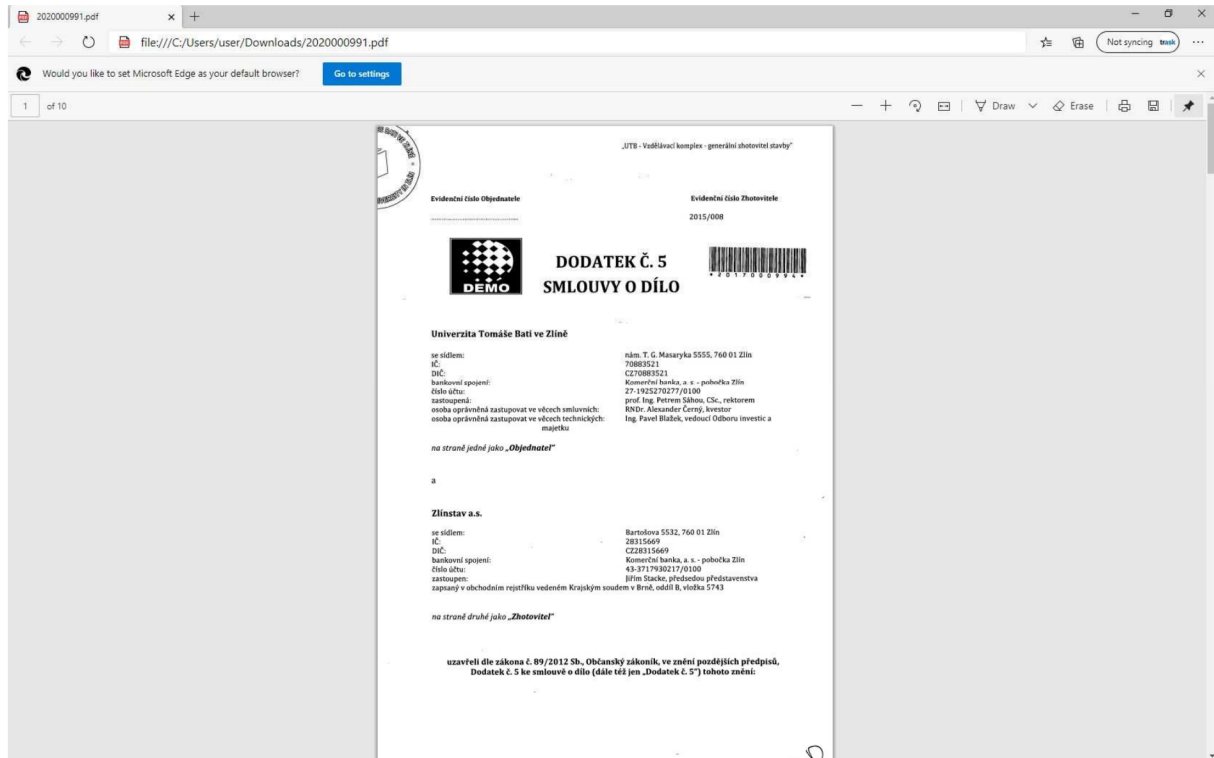 2020000991.pdf
file:///C:/Users/user/Downloads/2020000991.pdf
Not syncing trask
Would you like to set Microsoft Edge as your default browser? Go to settings
1 of 10
Draw Erase
„UTB - Vzdělávací komplex - generální zhotovitel stavby"
Evidenční číslo Objednatele Evidenční číslo Zhotovitele
2015/008
DEMO
DODATEK Č. 5
SMLOUVY O DÍLO
*2017000994*
Univerzita Tomáše Bati ve Zlíně
se sídlem: nám. T. G. Masaryka 5555, 760 01 Zlín
IČ: 70883521
DIČ: CZ70883521
bankovní spojení: Komerční banka, a. s. - pobočka Zlín
číslo účtu: 27-1925270277/0100
zastoupená: prof. Ing. Petrem Sáhou, CSc., rektorem
osoba oprávněná zastupovat ve věcech smluvních: RNDr. Alexander Černý, kvestor
osoba oprávněná zastupovat ve věcech technických: Ing. Pavel Blažek, vedoucí Odboru investic a
majetku
na straně jedné jako „Objednatel"
a
Zlínstav a.s.
se sídlem: Bartošova 5532, 760 01 Zlín
IČ: 28315669
DIČ: CZ28315669
bankovní spojení: Komerční banka, a. s. - pobočka Zlín
číslo účtu: 43-3717930217/0100
zastoupen: Jiřím Stacke, předsedou představenstva
zapsaný v obchodním rejstříku vedeném Krajským soudem v Brně, oddíl B, vložka 5743
na straně druhé jako „Zhotovitel"
uzavřeli dle zákona č. 89/2012 Sb., Občanský zákoník, ve znění pozdějších předpisů,
Dodatek č. 5 ke smlouvě o dílo (dále též jen „Dodatek č. 5") tohoto znění: